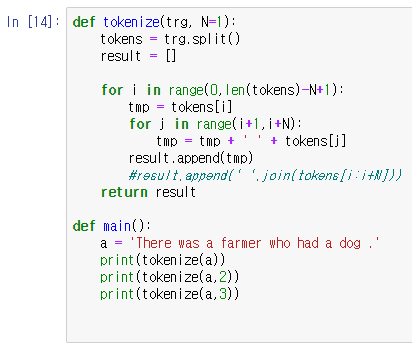 In [14]:
def tokenize(trg, N=1):
    tokens = trg.split()
    result = []

    for i in range(0,len(tokens)-N+1):
        tmp = tokens[i]
        for j in range(i+1,i+N):
            tmp = tmp + ' ' + tokens[j]
        result.append(tmp)
        #result.append(' '.join(tokens[i:i+N]))
    return result

def main():
    a = 'There was a farmer who had a dog .'
    print(tokenize(a))
    print(tokenize(a,2))
    print(tokenize(a,3))